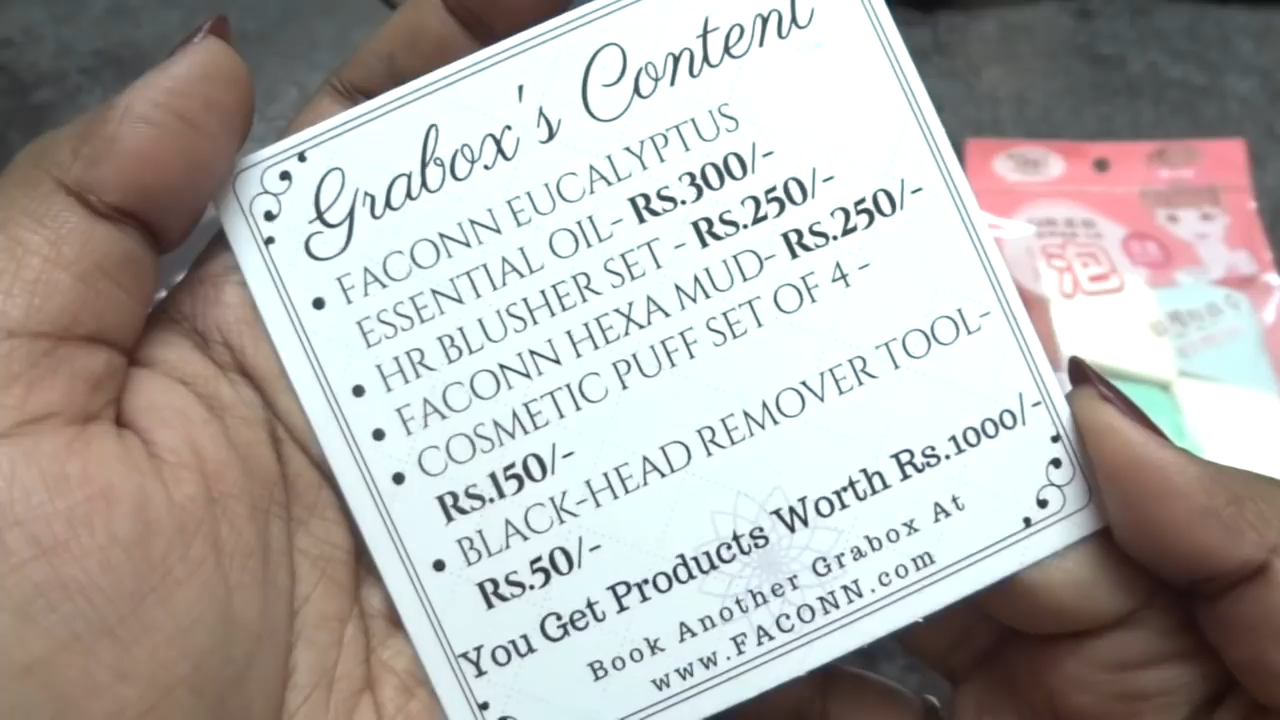 Grabox's Content
• FACONN EUCALYPTUS
ESSENTIAL OIL- RS.300/-
• HR BLUSHER SET - RS.250/-
• FACONN HEXA MUD- RS.250/-
• COSMETIC PUFF SET OF 4 -
RS.150/-
• BLACK-HEAD REMOVER TOOL-
RS.50/-
You Get Products Worth Rs.1000/-
Book Another Grabox At
www.FACONN.com
泡